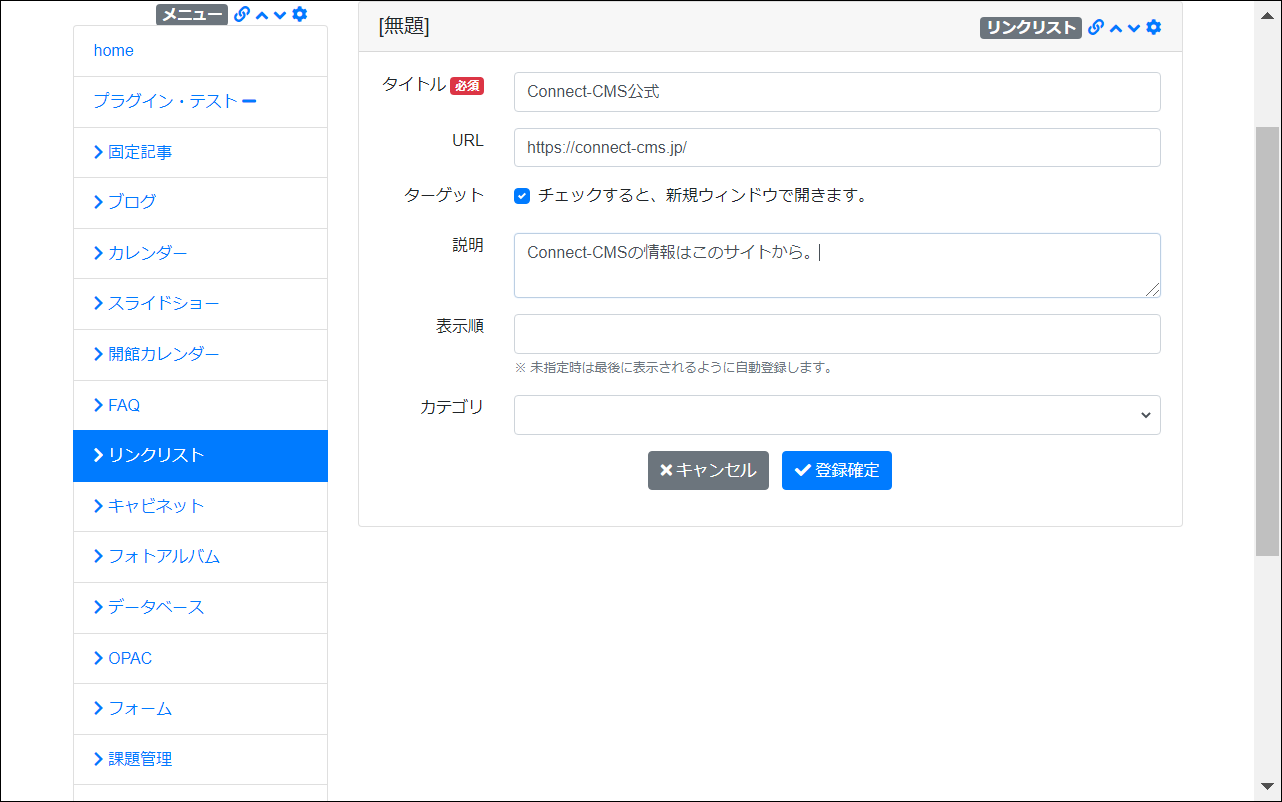 メニュー
home
プラグイン・テスト
固定記事
ブログ
カレンダー
スライドショー
開館カレンダー
FAQ
リンクリスト
キャビネット
フォトアルバム
データベース
OPAC
フォーム
課題管理
[無題]
リンクリスト
タイトル 必須
Connect-CMS公式
URL
https://connect-cms.jp/
ターゲット
チェックすると、新規ウィンドウで開きます。
説明
Connect-CMSの情報はこのサイトから。
表示順
※ 未指定時は最後に表示されるように自動登録します。
カテゴリ
キャンセル
登録確定